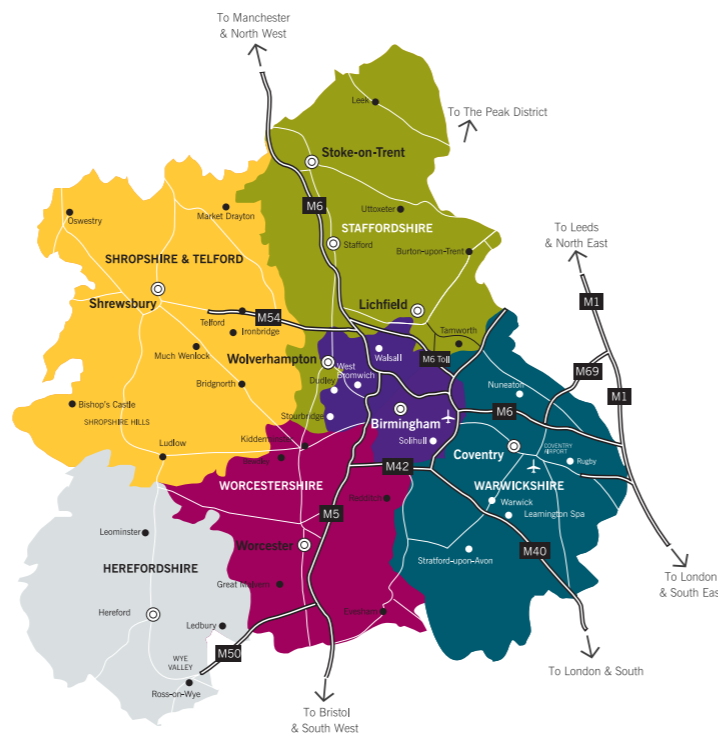 To Manchester
& North West
Leek
To The Peak District
Stoke-on-Trent
M6
Uttoxeter
Market Drayton
Oswestry
STAFFORDSHIRE
Stafford
Burton-upon-Trent
To Leeds
& North East
SHROPSHIRE & TELFORD
Shrewsbury
Lichfield
M1
M54
Telford
Ironbridge
Tamworth
Much Wenlock
Wolverhampton
Walsall
M6 Toll
West
Bromwich
M69
Dudley
Nuneaton
M1
Bridgnorth
Bishop's Castle
SHROPSHIRE HILLS
Stourbridge
Birmingham
M6
Solihull
Coventry
COVENTRY
AIRPORT
Rugby
Ludlow
Kidderminster
M42
WORCESTERSHIRE
WARWICKSHIRE
Redditch
Warwick
Leamington Spa
M5
Leominster
Worcester
M40
Stratford-upon-Avon
HEREFORDSHIRE
Great Malvern
To London
& South East
Hereford
Evesham
Ledbury
M50
WYE
VALLEY
Ross-on-Wye
To London & South
To Bristol
& South West